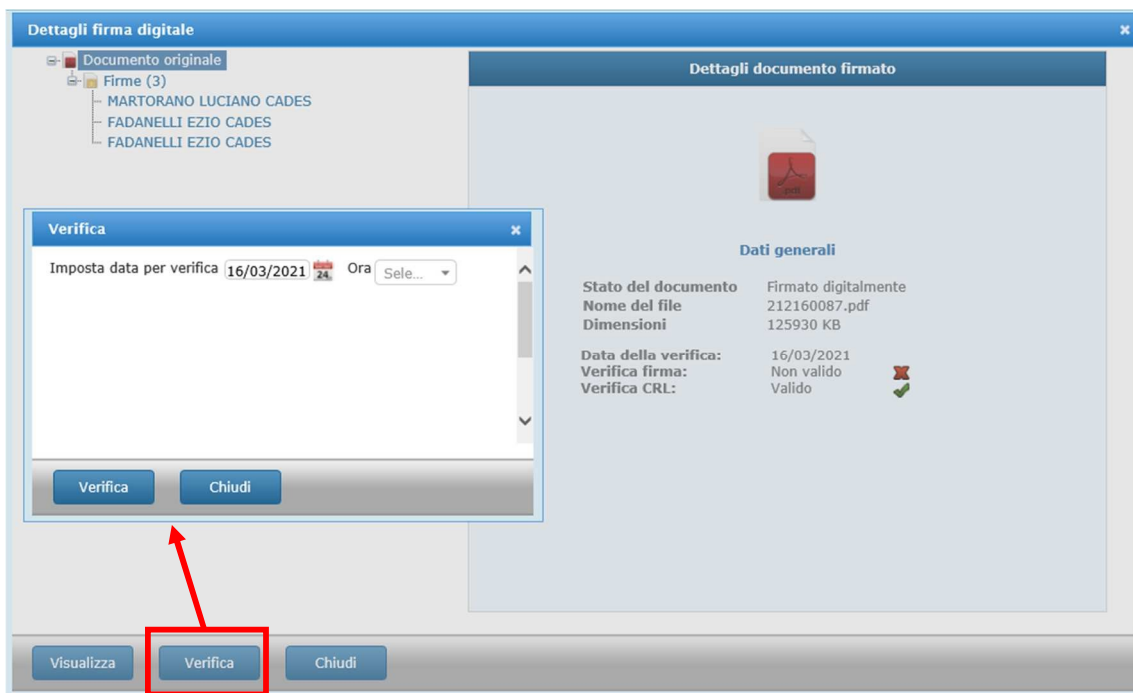 Dettagli firma digitale
Documento originale
Firme (3)
MARTORANO LUCIANO CADES
FADANELLI EZIO CADES
FADANELLI EZIO CADES
Dettagli documento firmato
pdf
Dati generali
Stato del documento Firmato digitalmente
Nome del file 212160087.pdf
Dimensioni 125930 KB
Data della verifica: 16/03/2021
Verifica firma: Non valido
Verifica CRL: Valido
Verifica
Imposta data per verifica 16/03/2021 24 Ora Sele...
Verifica Chiudi
Visualizza Verifica Chiudi